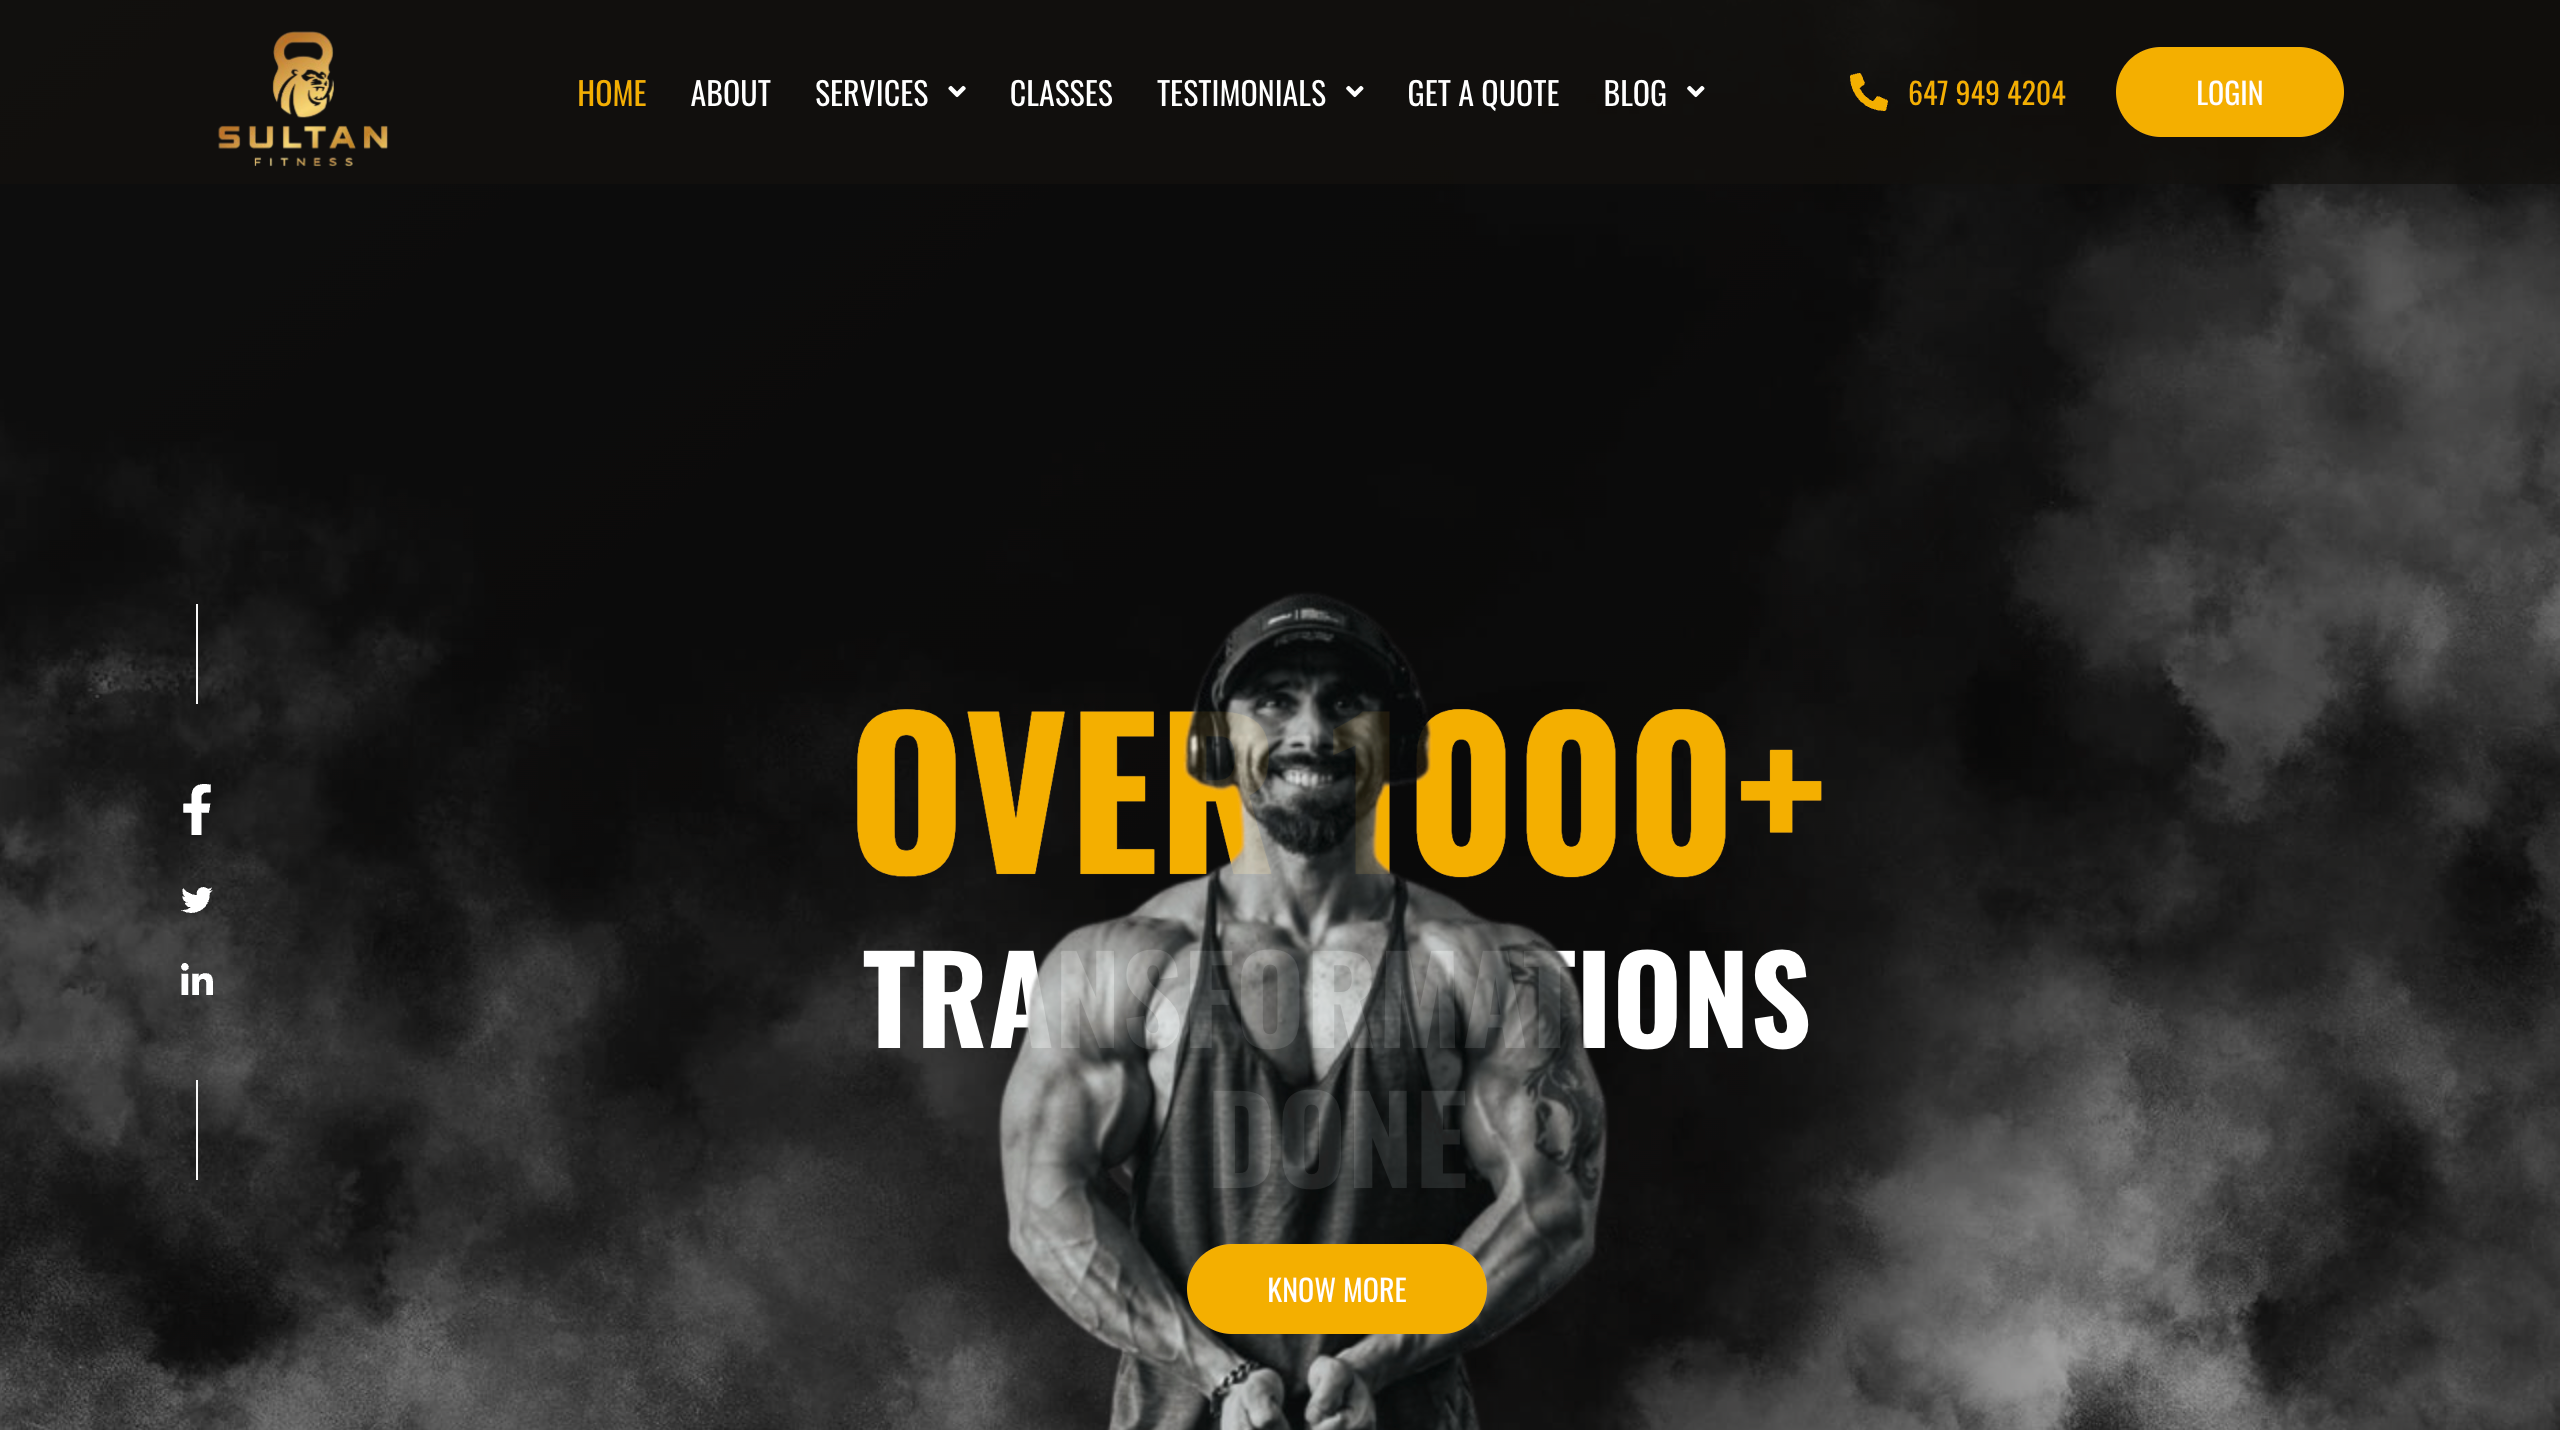 SULTAN
FITNESS
HOME ABOUT SERVICES CLASSES TESTIMONIALS GET A QUOTE BLOG 647 949 4204 LOGIN
OVER 1000+
TRANSFORMATIONS
DONE
KNOW MORE